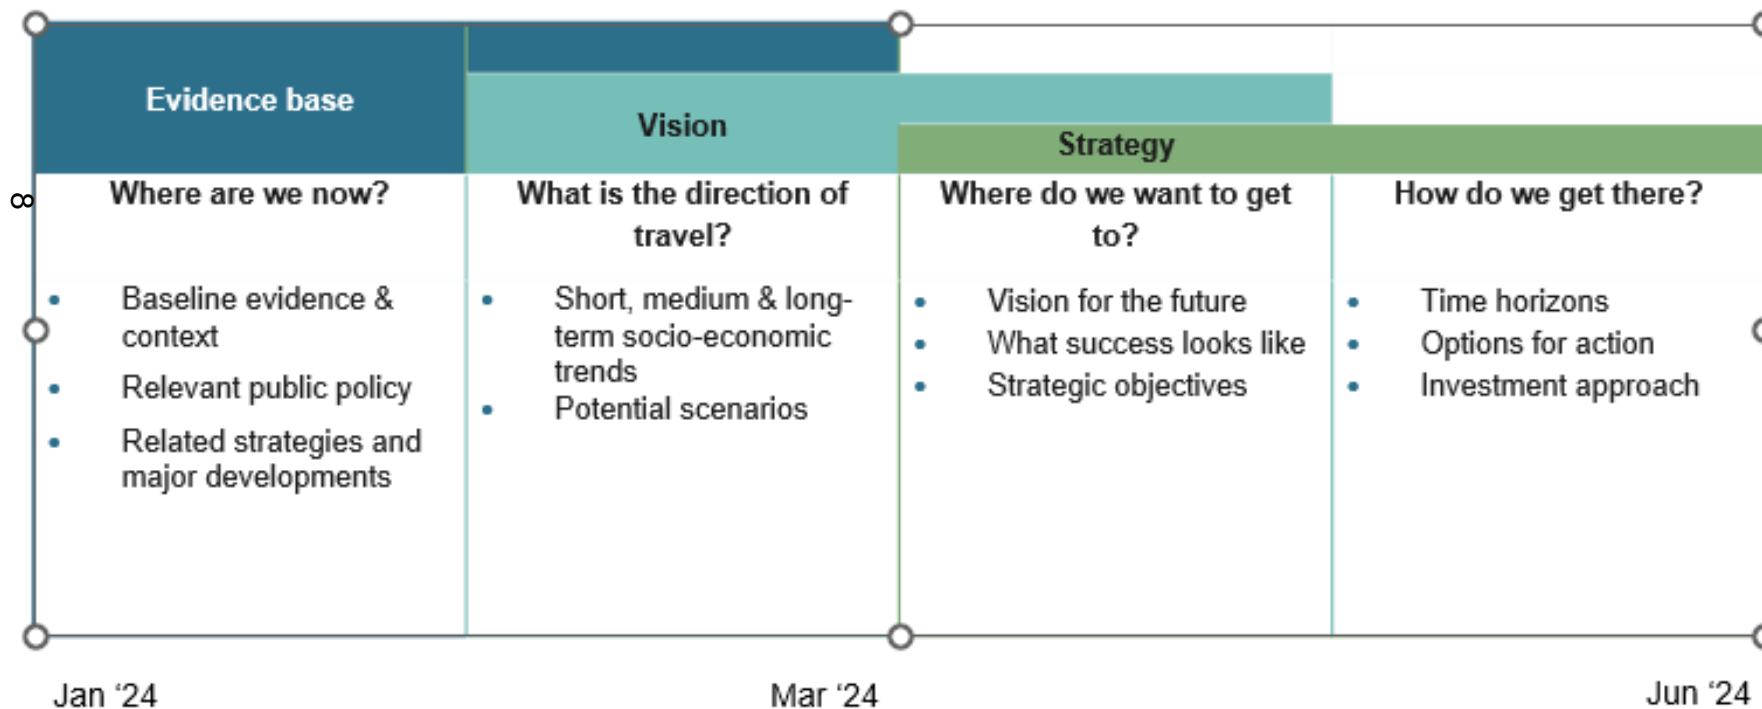 Evidence base
Vision
Strategy
8
Where are we now?
• Baseline evidence &
context
• Relevant public policy
• Related strategies and
major developments
What is the direction of
travel?
• Short, medium & long-
term socio-economic
trends
• Potential scenarios
Where do we want to get
to?
• Vision for the future
• What success looks like
• Strategic objectives
How do we get there?
• Time horizons
• Options for action
• Investment approach
Jan ‘24
Mar ‘24
Jun ‘24